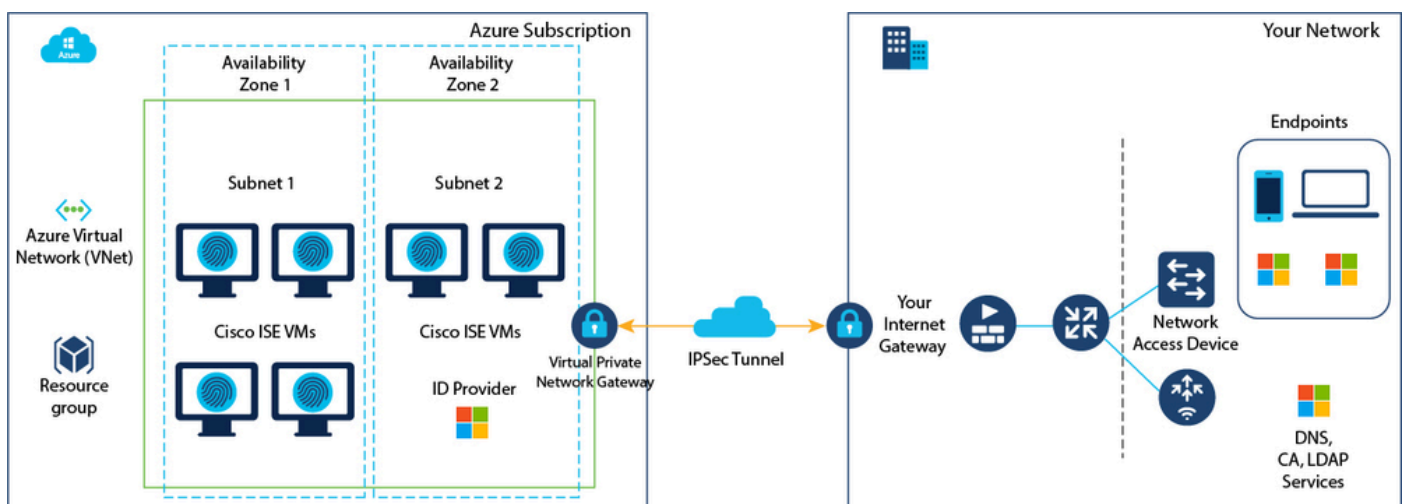 Azure Subscription
Azure
Availability
Zone 1
Availability
Zone 2
Subnet 1
Subnet 2
Azure Virtual
Network (VNet)
Cisco ISE VMs
Cisco ISE VMs
Resource
group
ID Provider
Virtual Private
Network Gateway
IPSec Tunnel
Your Network
Your
Internet
Gateway
Endpoints
Network
Access Device
DNS,
CA, LDAP
Services